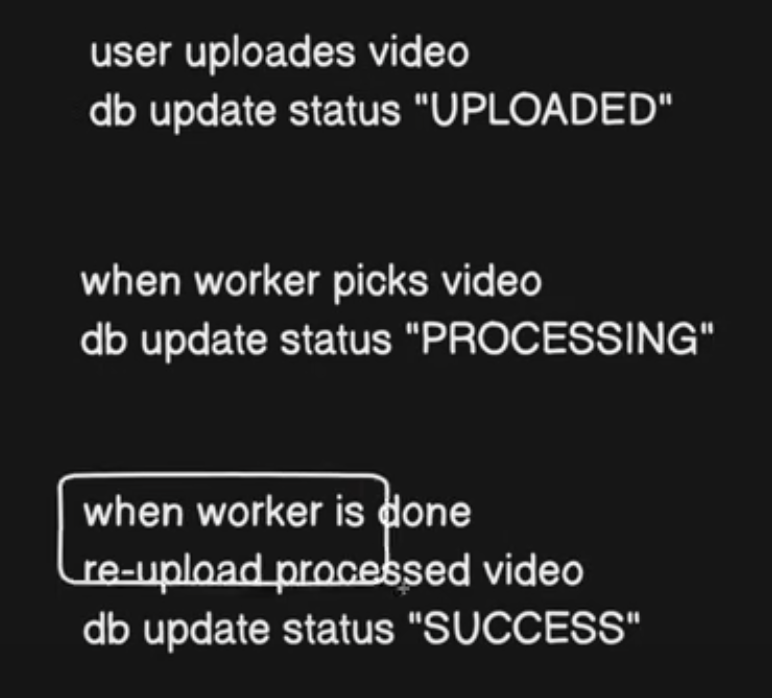 user uploades video
db update status "UPLOADED"
when worker picks video
db update status "PROCESSING"
when worker is done
re-upload processed video
db update status "SUCCESS"